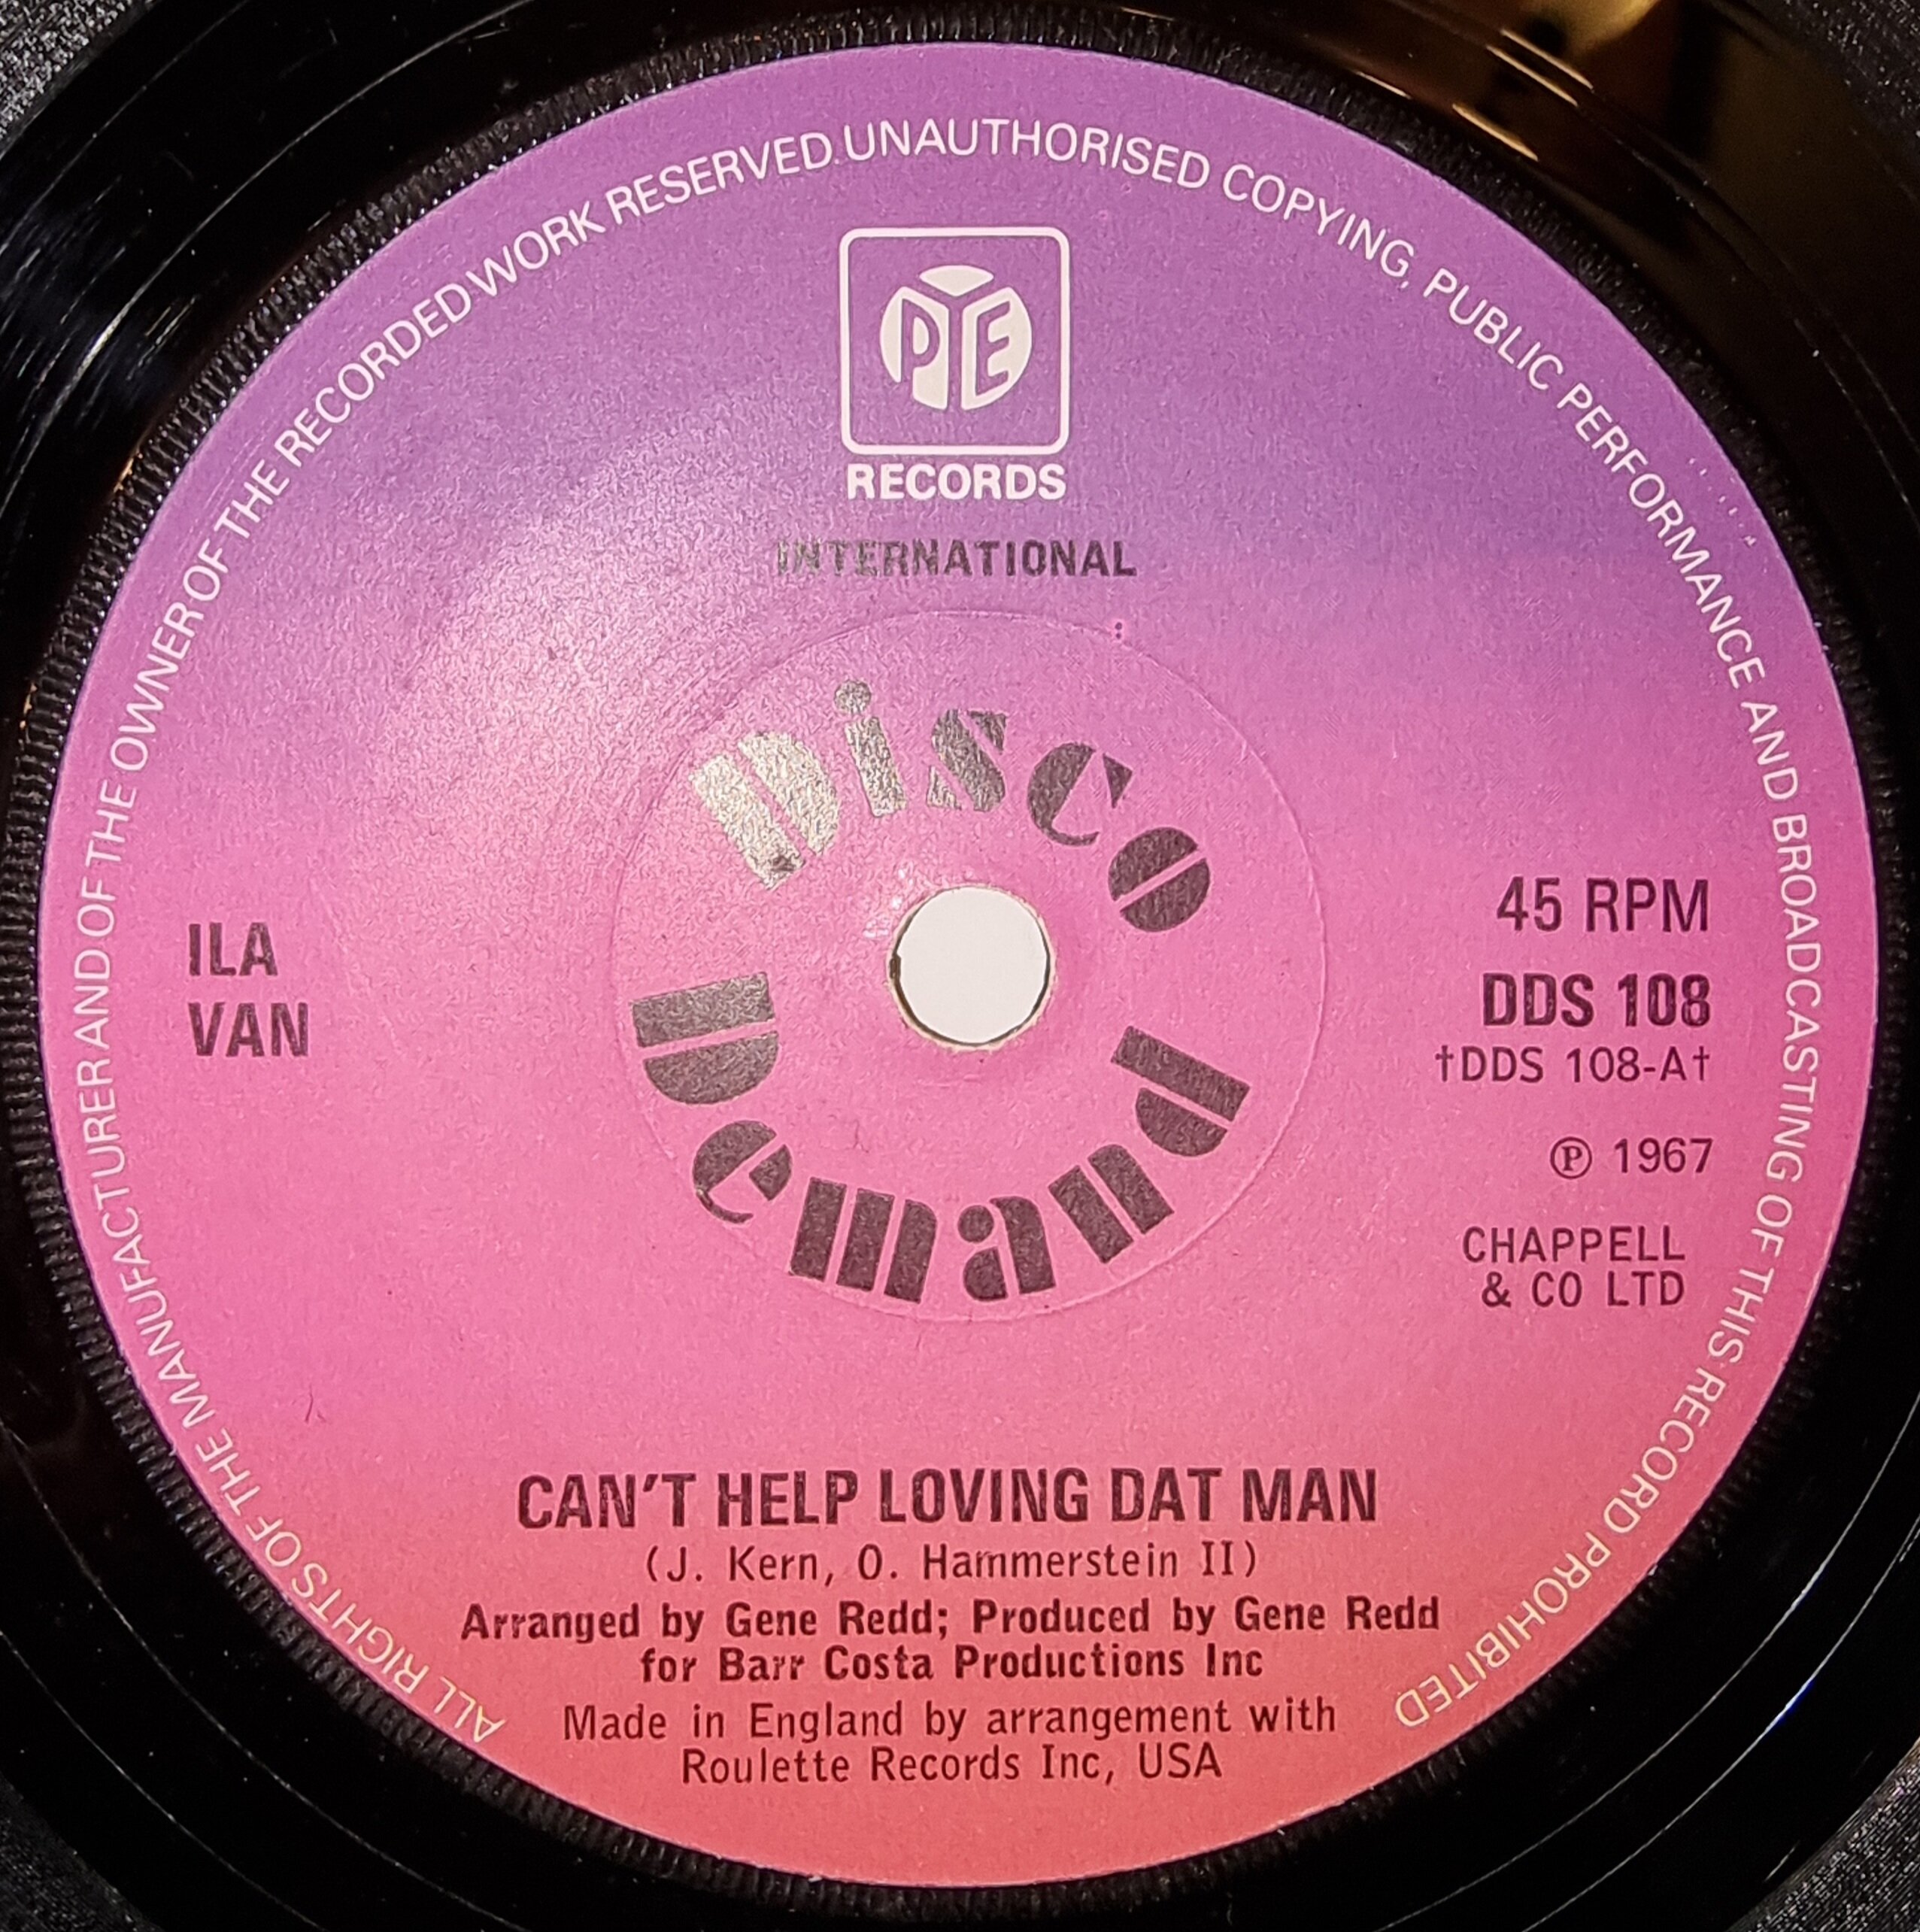 ALL RIGHTS OF THE MANUFACTURER AND OF THE OWNER OF THE RECORDED WORK RESERVED. UNAUTHORISED COPYING, PUBLIC PERFORMANCE AND BROADCASTING OF THIS RECORD PROHIBITED
PYE
RECORDS
INTERNATIONAL
Disco
Demand
ILA
VAN
45 RPM
DDS 108
†DDS 108-A†
℗ 1967
CHAPPELL
& CO LTD
CAN'T HELP LOVING DAT MAN
(J. Kern, O. Hammerstein II)
Arranged by Gene Redd; Produced by Gene Redd
for Barr Costa Productions Inc
Made in England by arrangement with
Roulette Records Inc, USA